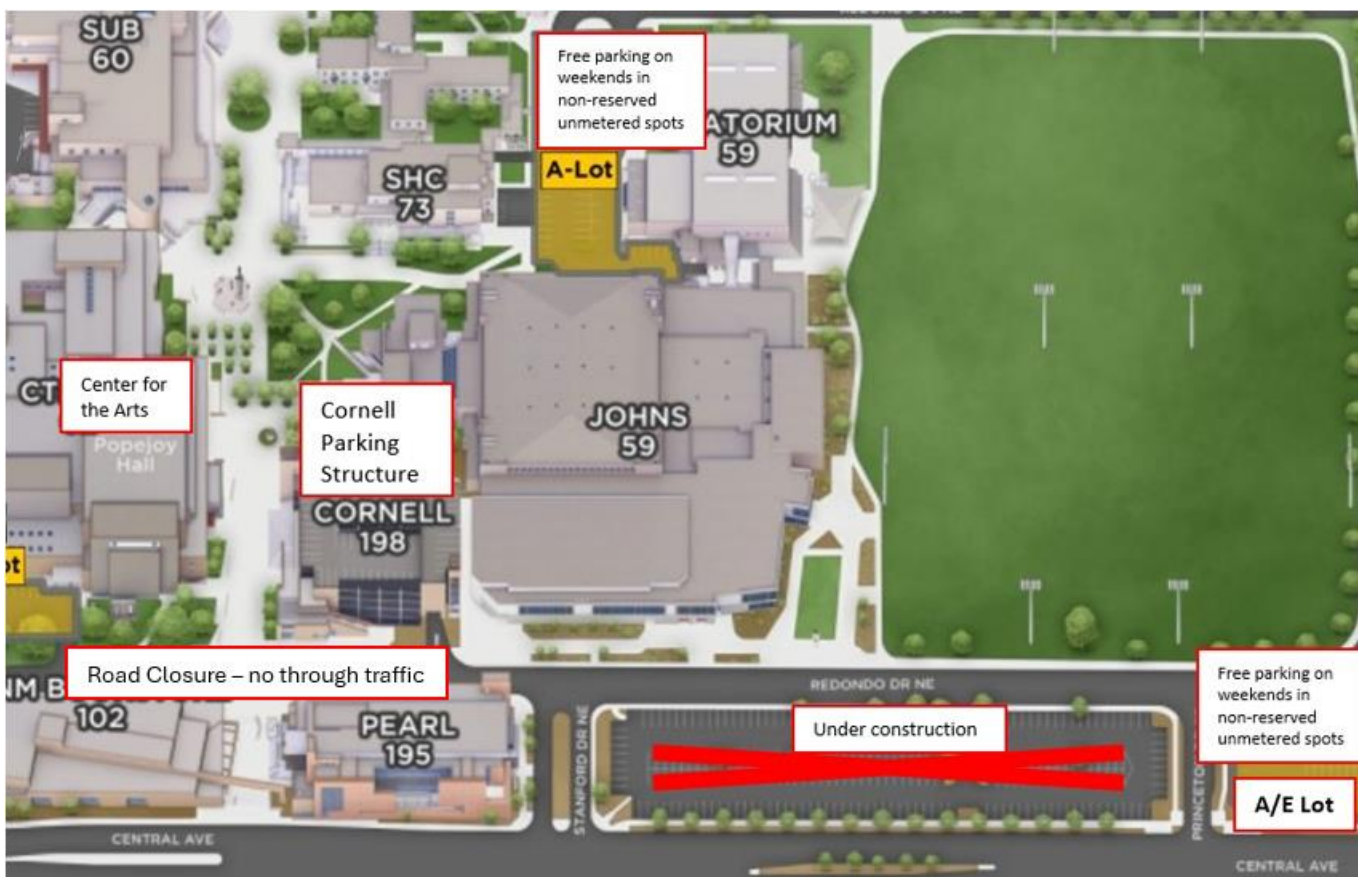 SUB
60
Free parking on
weekends in
non-reserved
unmetered spots
ATORIUM
59
A-Lot
SHC
73
Center for
the Arts
CT
Popejoy
Hall
Cornell
Parking
Structure
CORNELL
198
JOHNS
59
ot
Road Closure – no through traffic
NM B
102
PEARL
195
REDONDO DR NE
Under construction
Free parking on
weekends in
non-reserved
unmetered spots
A/E Lot
STANFORD DR NE
PRINCETO
CENTRAL AVE
CENTRAL AVE